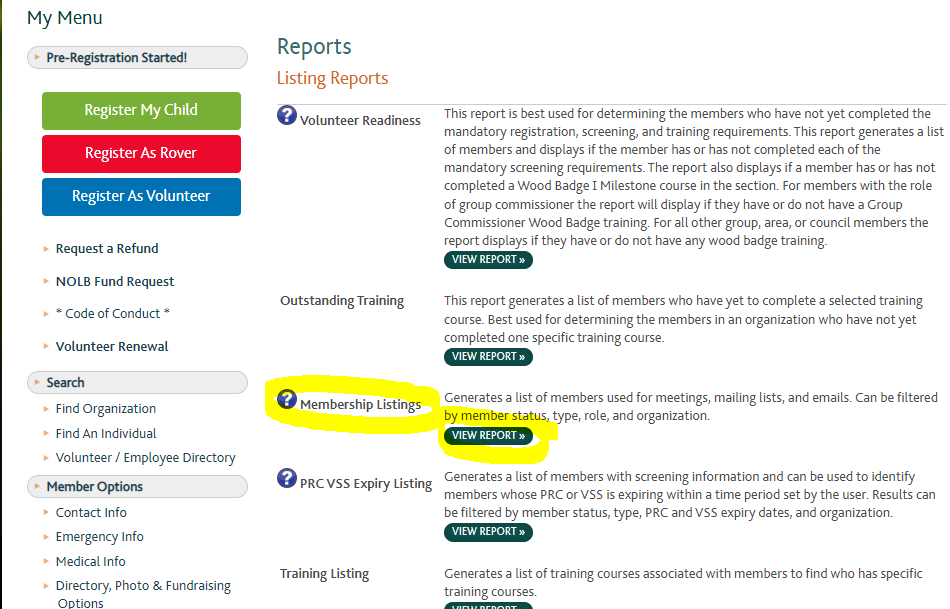 My Menu
Pre-Registration Started!
Register My Child
Register As Rover
Register As Volunteer
Request a Refund
NOLB Fund Request
* Code of Conduct *
Volunteer Renewal
Search
Find Organization
Find An Individual
Volunteer / Employee Directory
Member Options
Contact Info
Emergency Info
Medical Info
Directory, Photo & Fundraising
Options
Reports
Listing Reports
? Volunteer Readiness
This report is best used for determining the members who have not yet completed the
mandatory registration, screening, and training requirements. This report generates a list
of members and displays if the member has or has not completed each of the
mandatory screening requirements. The report also displays if a member has or has not
completed a Wood Badge I Milestone course in the section. For members with the role
of group commissioner the report will display if they have or do not have a Group
Commissioner Wood Badge training. For all other group, area, or council members the
report displays if they have or do not have any wood badge training.
VIEW REPORT »
Outstanding Training
This report generates a list of members who have yet to complete a selected training
course. Best used for determining the members in an organization who have not yet
completed one specific training course.
VIEW REPORT »
? Membership Listings
Generates a list of members used for meetings, mailing lists, and emails. Can be filtered
by member status, type, role, and organization.
VIEW REPORT »
? PRC VSS Expiry Listing
Generates a list of members with screening information and can be used to identify
members whose PRC or VSS is expiring within a time period set by the user. Results can
be filtered by member status, type, PRC and VSS expiry dates, and organization.
VIEW REPORT »
Training Listing
Generates a list of training courses associated with members to find who has specific
training courses.
VIEW REPORT »